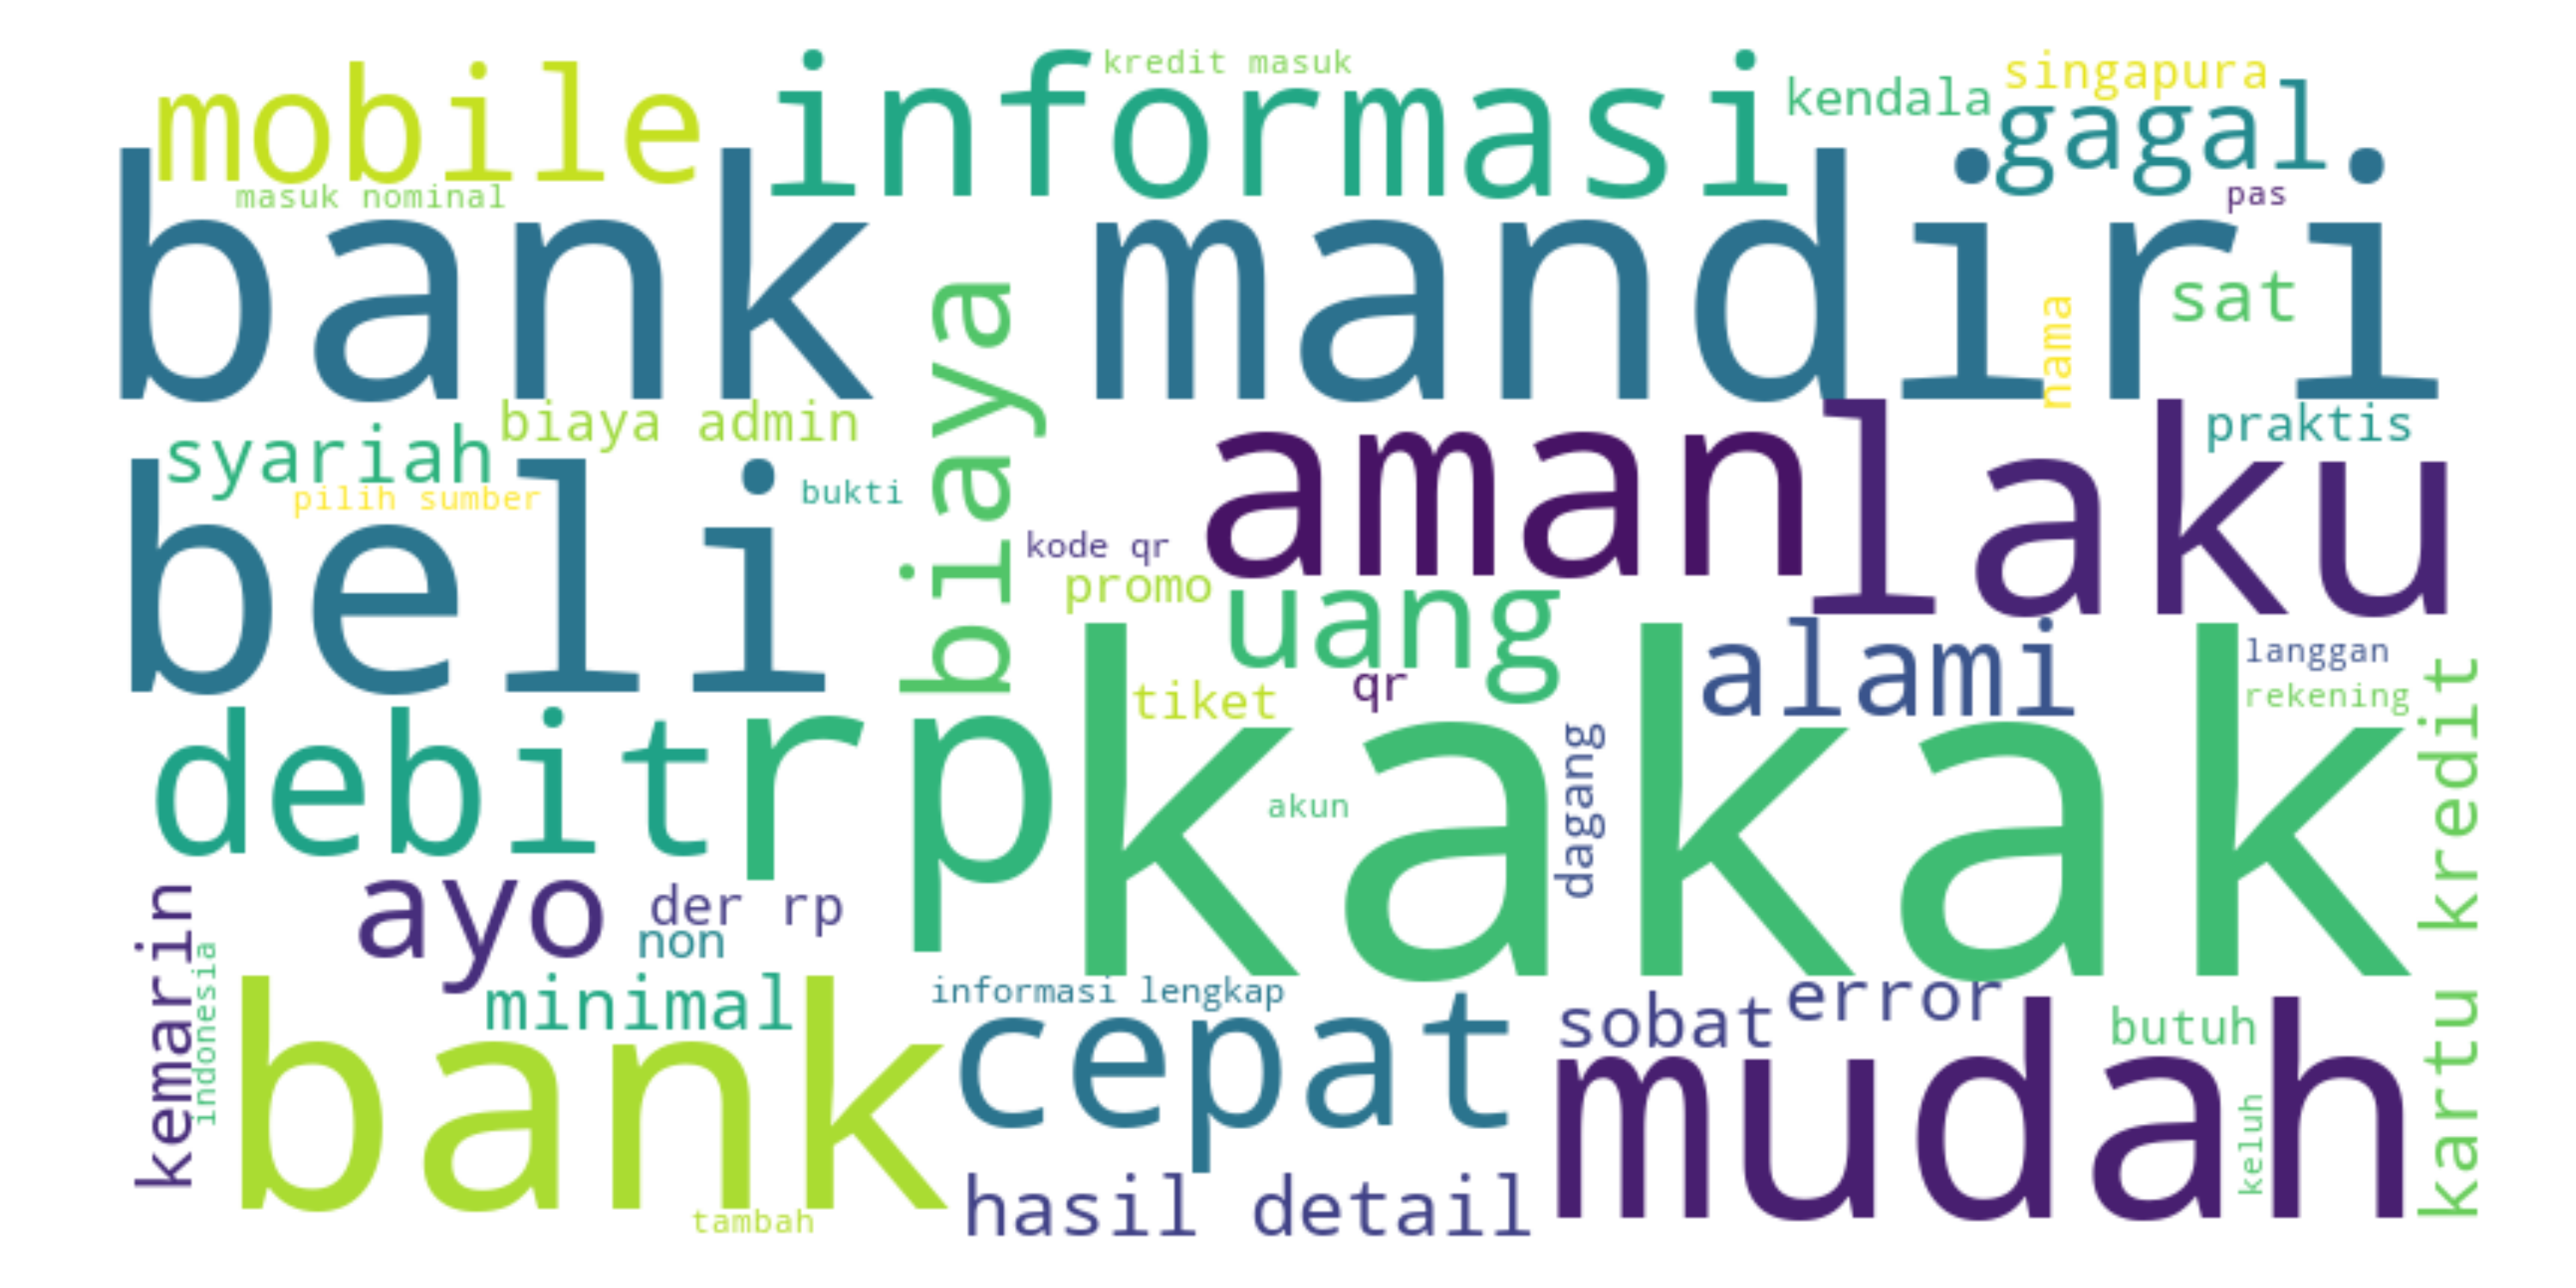 kredit masuk
singapura
mobile
informasi
kendala
gagal
masuk nominal
pas
bank mandiri
sat
nama
biaya
syariah
biaya admin
praktis
aman
laku
pilih sumber
bukti
beli
kode qr
promo
uang
alami
langgan
tiket
qr
rekening
debit
rp
kakak
akun
dagang
kartu kredit
ayo
der rp
non
kemarin
indonesia
minimal
informasi lengkap
sobat
error
butuh
bank
cepat
mudah
keluh
hasil detail
tambah